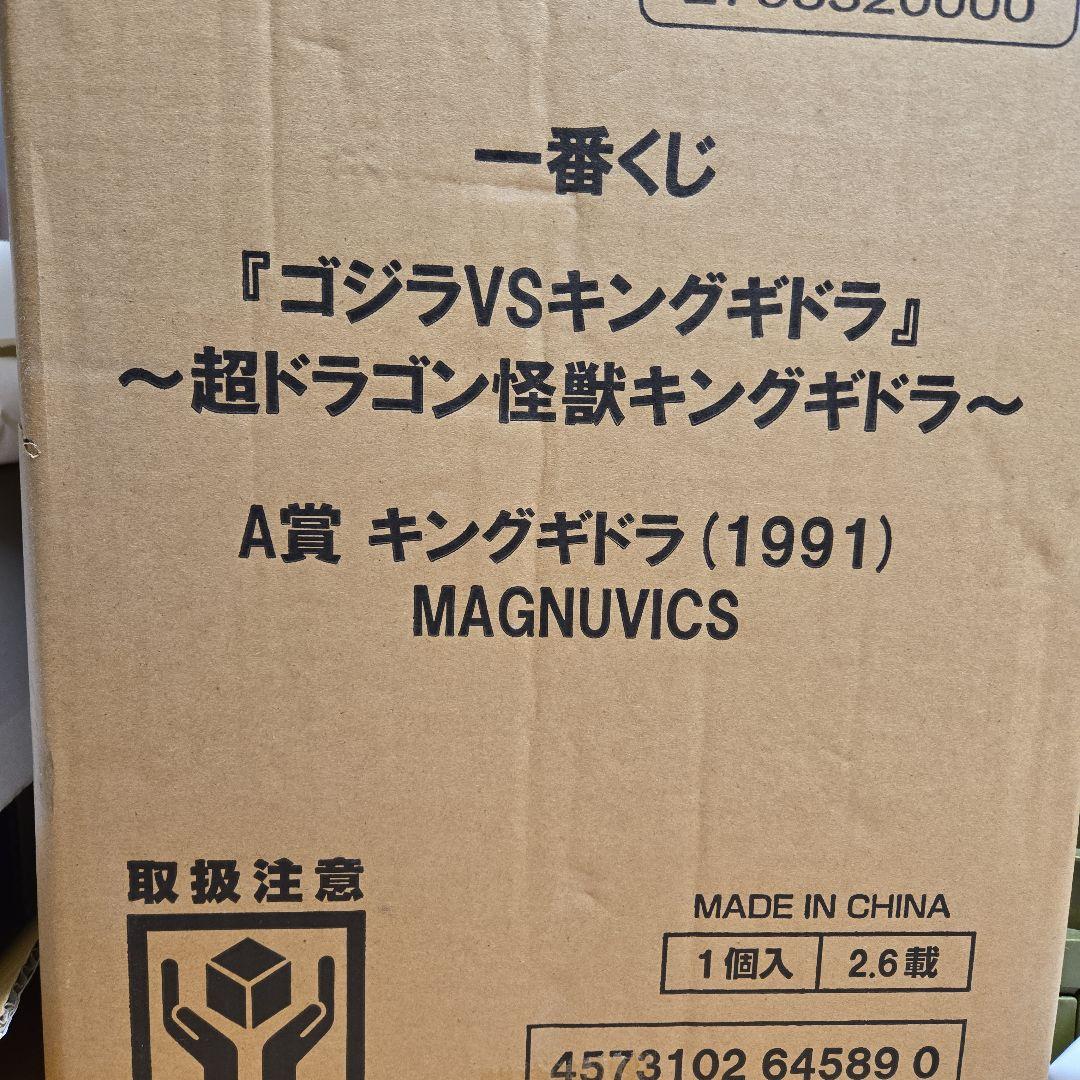 一番くじ
『ゴジラVSキングギドラ』
～超ドラゴン怪獣キングギドラ～
A賞 キングギドラ(1991)
MAGNUVICS
取扱注意
MADE IN CHINA
1個入 2.6載
4573102 64589 0